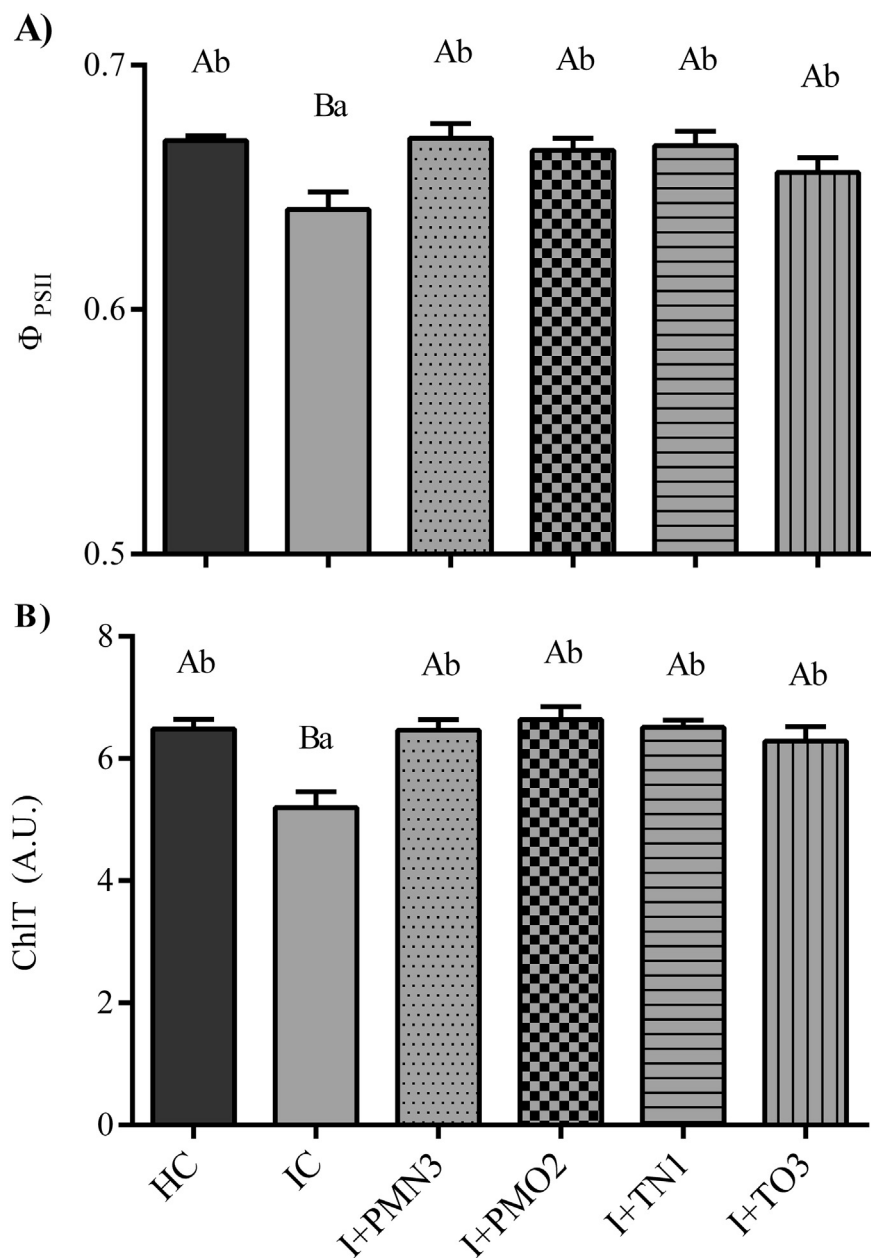 A)
0.7
0.6
0.5
Φ PSII
Ab
Ba
Ab
Ab
Ab
Ab
B)
8
6
4
2
0
ChlT (A.U.)
Ab
Ba
Ab
Ab
Ab
Ab
HC
IC
I+PMN3
I+PMO2
I+TN1
I+TO3